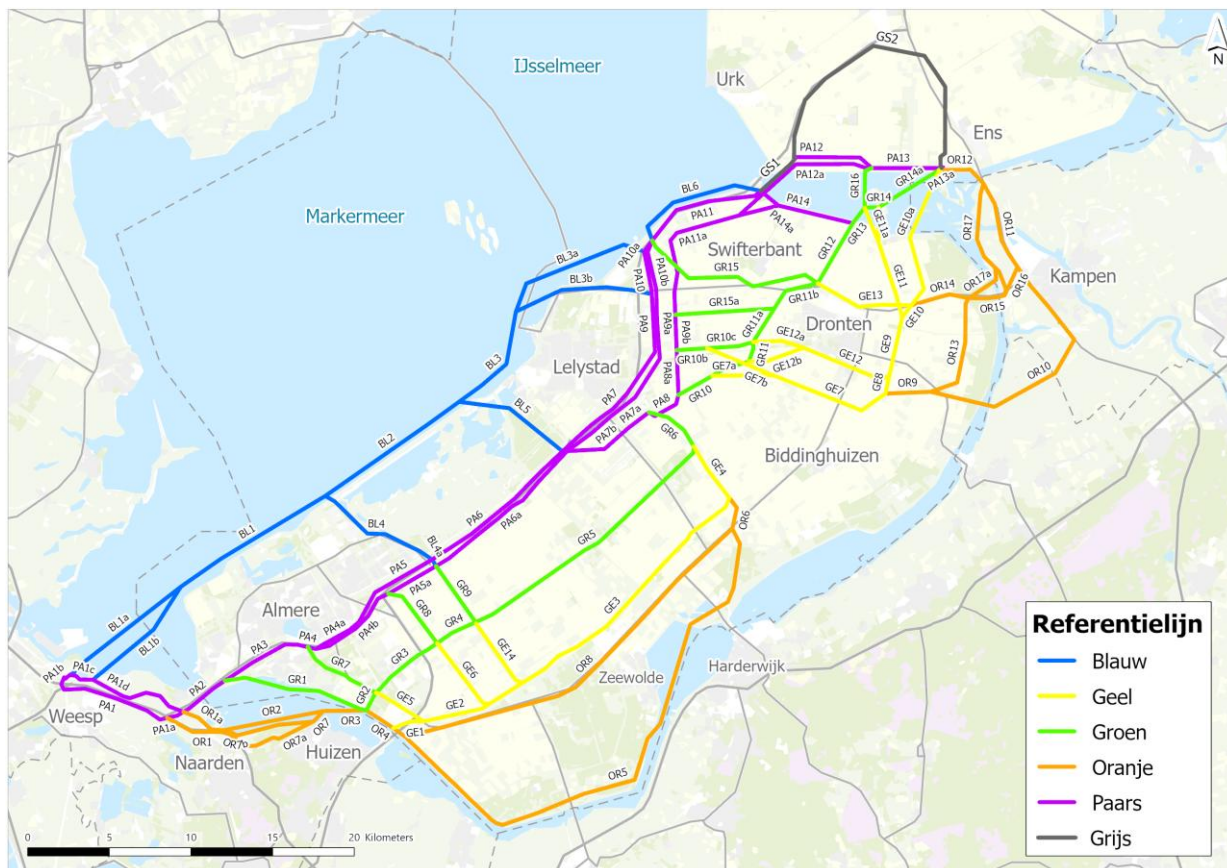 GS2
N
IJsselmeer
Urk
Ens
PA12
PA13
OR12
GS1
PA12a
GR16
GR14a
PA13a
BL6
GR14
PA14
PA11
PA14a
GR13
GE11a
GE10a
OR17
OR11
Markermeer
PA11a
Swifterbant
GR12
BL3a
PA10a
PA10b
GE11
Kampen
BL3b
PA10
GR15
GE13
OR14
OR17a
OR16
GR11b
GE10
OR15
PA9
PA9a
GR15a
GR11a
Dronten
PA9b
GE9
OR13
BL3
GR10c
GE12a
Lelystad
GR10b
GR11
GE12
PA8a
GE7a
GE12b
GE8
OR10
GE7b
GE7
OR9
PA7
GR10
PA8
PA7a
BL5
PA7b
GR6
BL2
Biddinghuizen
GE4
PA6
PA6a
OR6
BL4
GR5
BL1
BL4a
PA5
PA5a
GR9
GE3
Almere
PA4a
PA4b
GR8
GR4
BL1a
PA4
BL1b
PA3
GR3
GE14
PA1b
PA1c
GR7
GE6
OR8
Zeewolde
Harderwijk
PA1d
PA2
GR1
GR2
GE5
Weesp
PA1
OR1a
OR2
OR3
GE2
PA1a
OR1
OR7b
OR7
OR7a
OR4
GE1
Naarden
Huizen
OR5
Referentielijn
Blauw
Geel
Groen
Oranje
Paars
Grijs
0 5 10 15 20 Kilometers